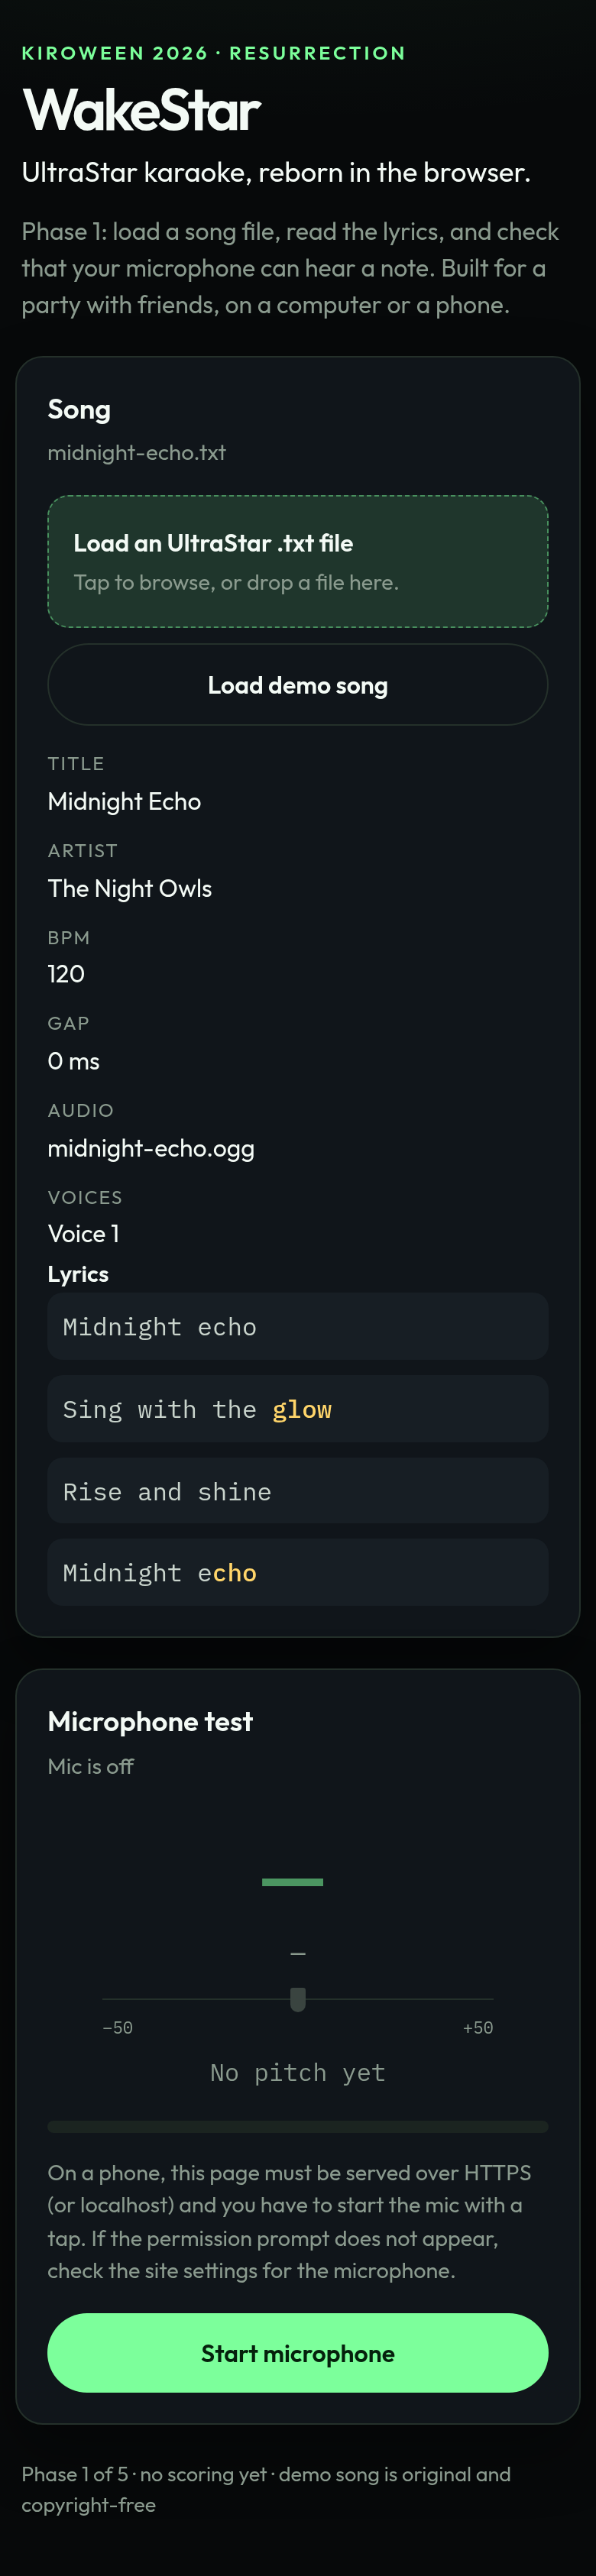 KIROWEEN 2026 · RESURRECTION
WakeStar
UltraStar karaoke, reborn in the browser.
Phase 1: load a song file, read the lyrics, and check
that your microphone can hear a note. Built for a
party with friends, on a computer or a phone.
Song
midnight-echo.txt
Load an UltraStar .txt file
Tap to browse, or drop a file here.
Load demo song
TITLE
Midnight Echo
ARTIST
The Night Owls
BPM
120
GAP
0 ms
AUDIO
midnight-echo.ogg
VOICES
Voice 1
Lyrics
Midnight echo
Sing with the glow
Rise and shine
Midnight echo
Microphone test
Mic is off
—
—
−50 +50
No pitch yet
On a phone, this page must be served over HTTPS
(or localhost) and you have to start the mic with a
tap. If the permission prompt does not appear,
check the site settings for the microphone.
Start microphone
Phase 1 of 5 · no scoring yet · demo song is original and
copyright-free